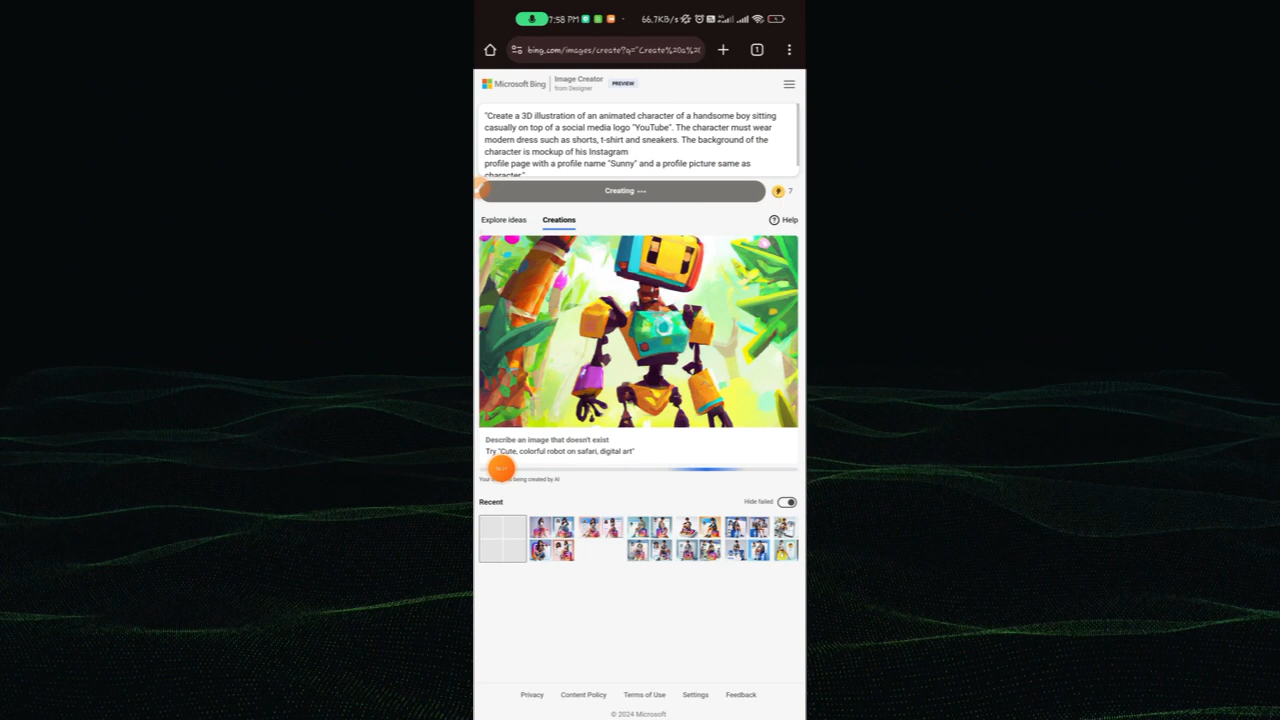 7:58 PM
66.7KB/s
bing.com/images/create?q="Create%20a%2(
1
Microsoft Bing
Image Creator
from Designer
PREVIEW
"Create a 3D illustration of an animated character of a handsome boy sitting
casually on top of a social media logo "YouTube". The character must wear
modern dress such as shorts, t-shirt and sneakers. The background of the
character is mockup of his Instagram
profile page with a profile name "Sunny" and a profile picture same as
character"
Creating
7
Explore ideas
Creations
Help
Describe an image that doesn't exist
Try "Cute, colorful robot on safari, digital art"
Your
being created by AI
Recent
Hide failed
Privacy
Content Policy
Terms of Use
Settings
Feedback
© 2024 Microsoft